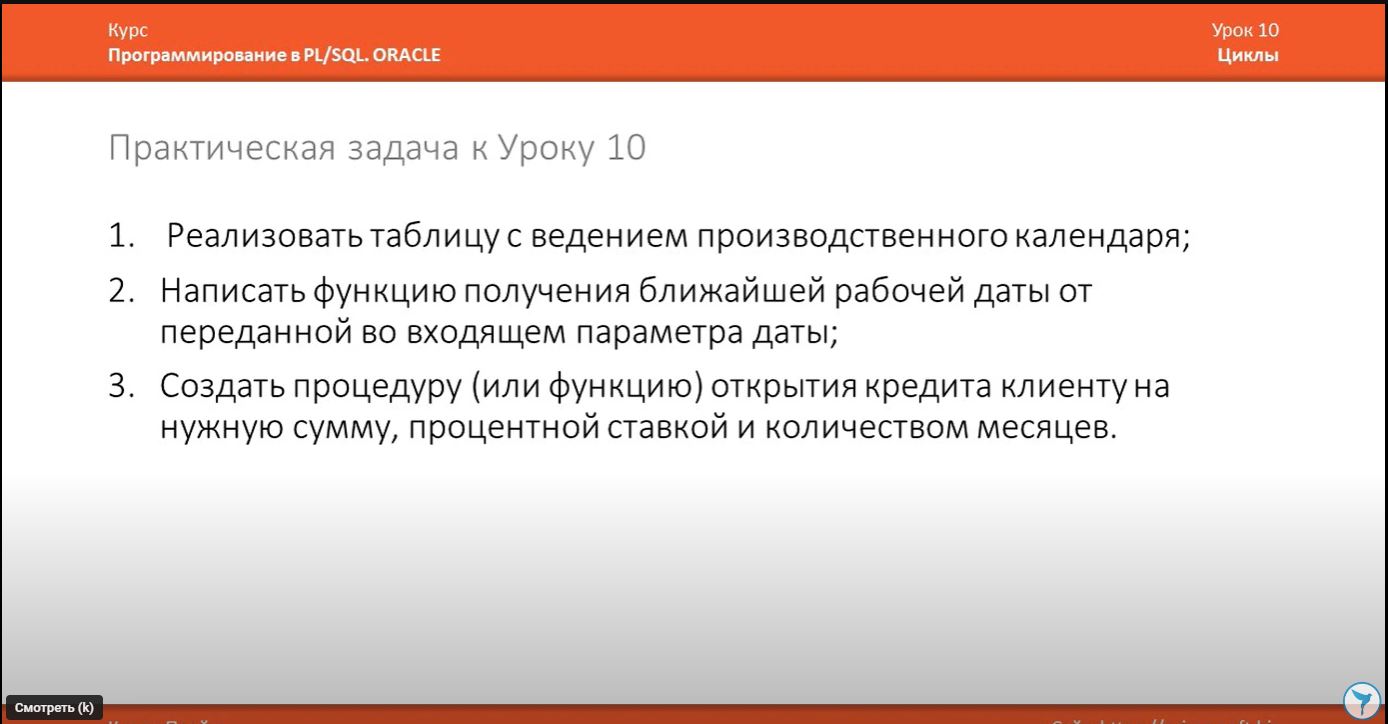 Курс
Программирование в PL/SQL. ORACLE
Урок 10
Циклы
Практическая задача к Уроку 10
1. Реализовать таблицу с ведением производственного календаря;
2. Написать функцию получения ближайшей рабочей даты от
переданной во входящем параметра даты;
3. Создать процедуру (или функцию) открытия кредита клиенту на
нужную сумму, процентной ставкой и количеством месяцев.
Смотреть (k)